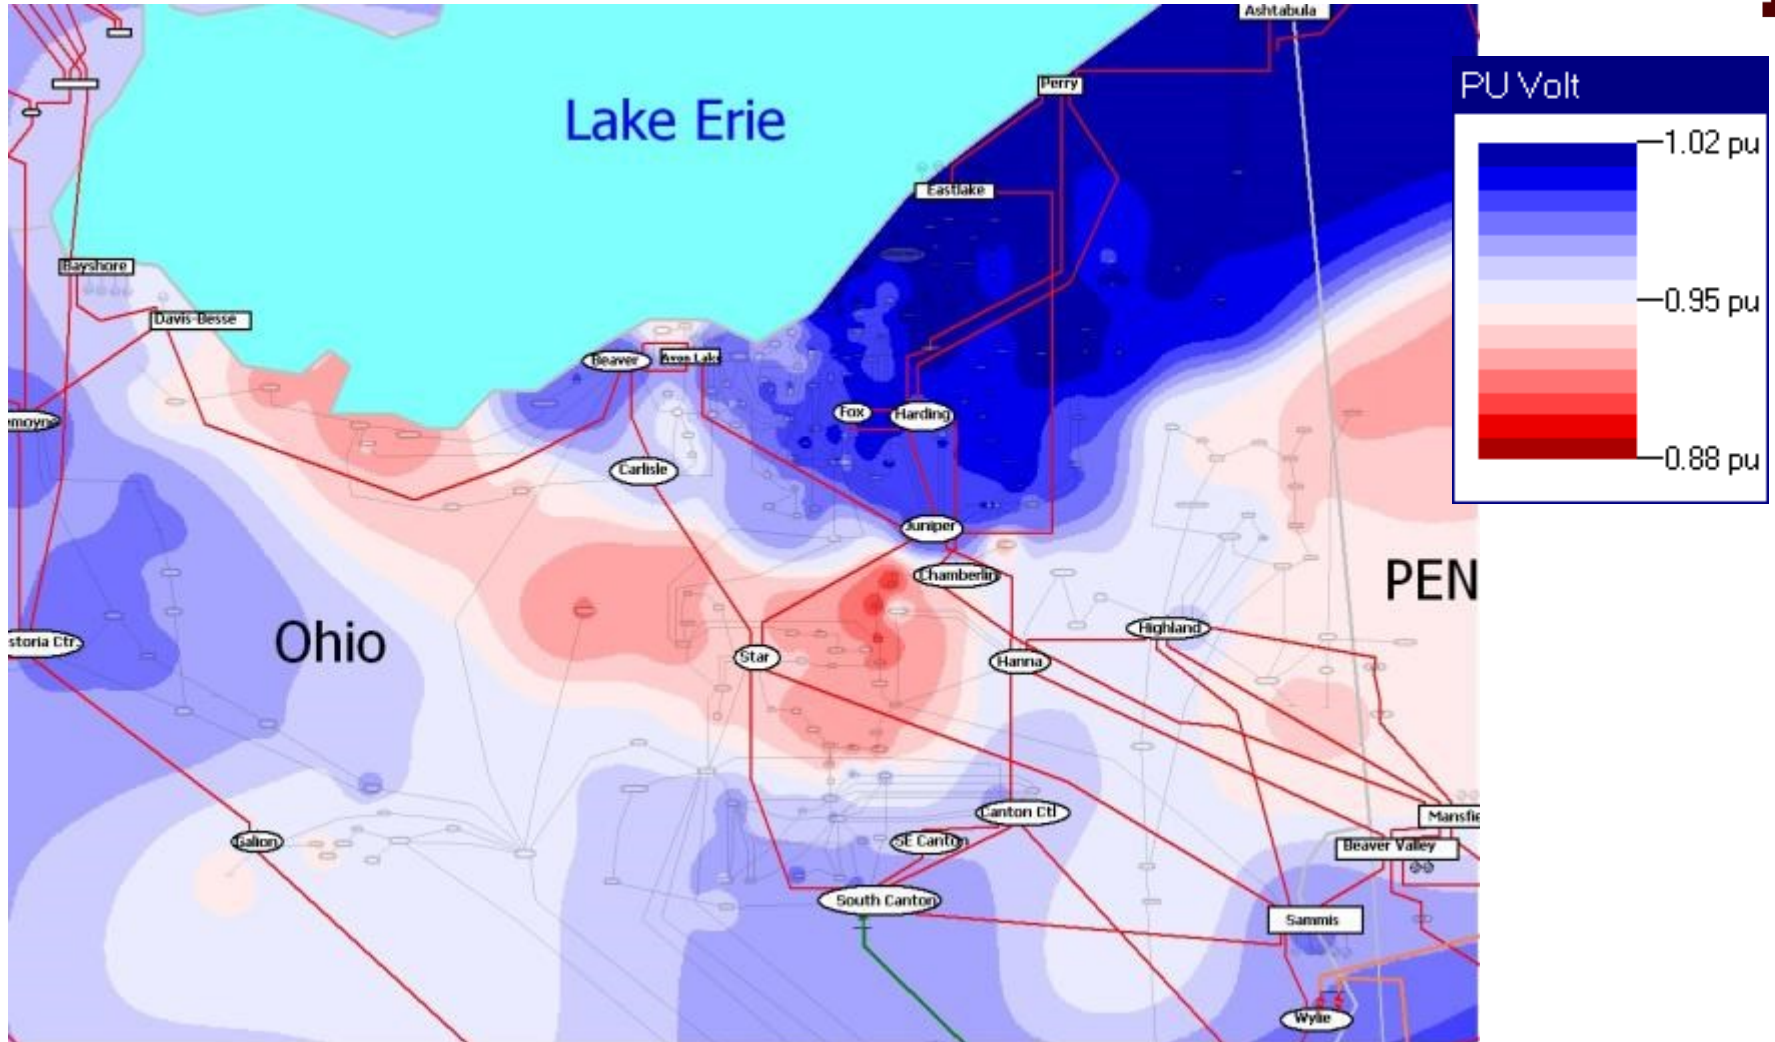 Ashtabula
Perry
PU Volt
Lake Erie
1.02 pu
Eastlake
Bayshore
0.95 pu
Davis-Besse
Beaver
Avon Lake
Fox
Harding
emoyne
Carlisle
0.88 pu
Juniper
Chamberlin
PEN
Highland
Ohio
storia Ctr.
Star
Hanna
Canton Ctl
Mansfie
Galion
SE Canton
Beaver Valley
South Canton
Sammis
Wylie